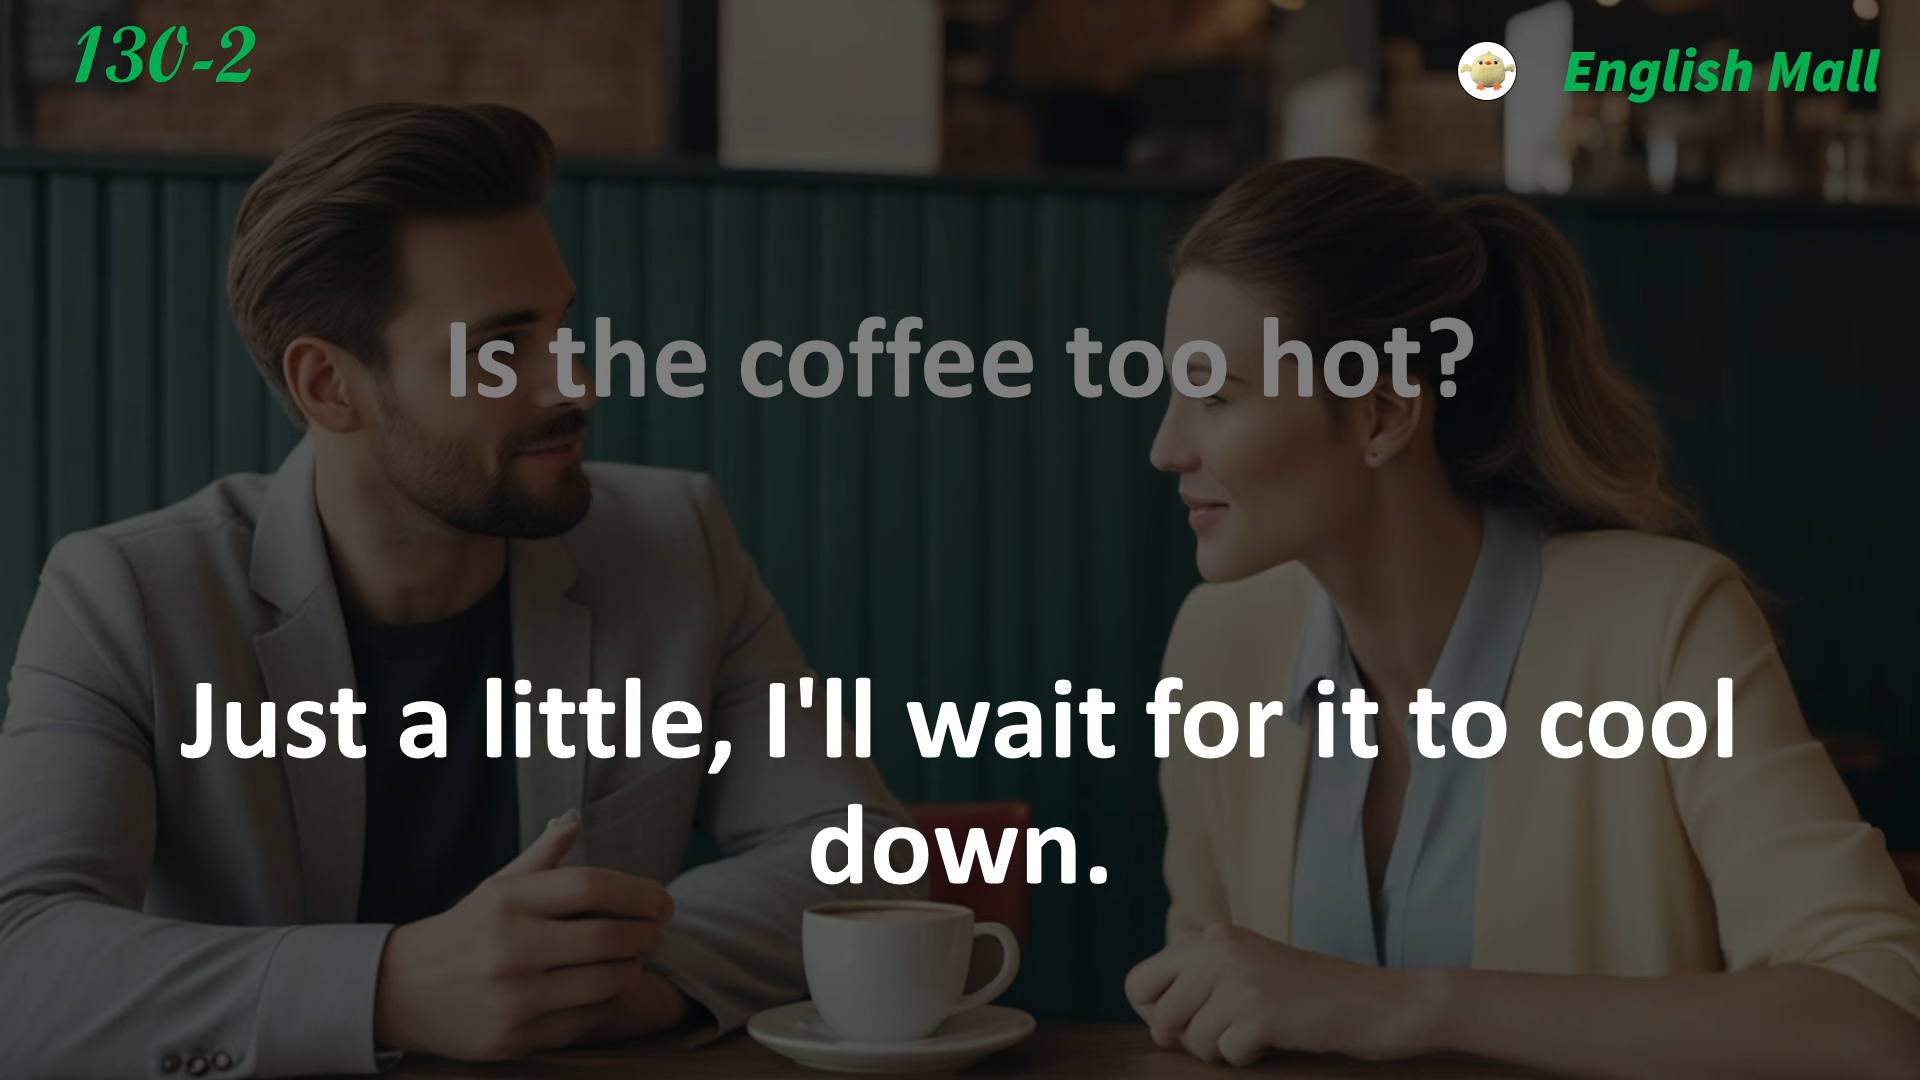 130-2
English Mall
Is the coffee too hot?
Just a little, I'll wait for it to cool
down.